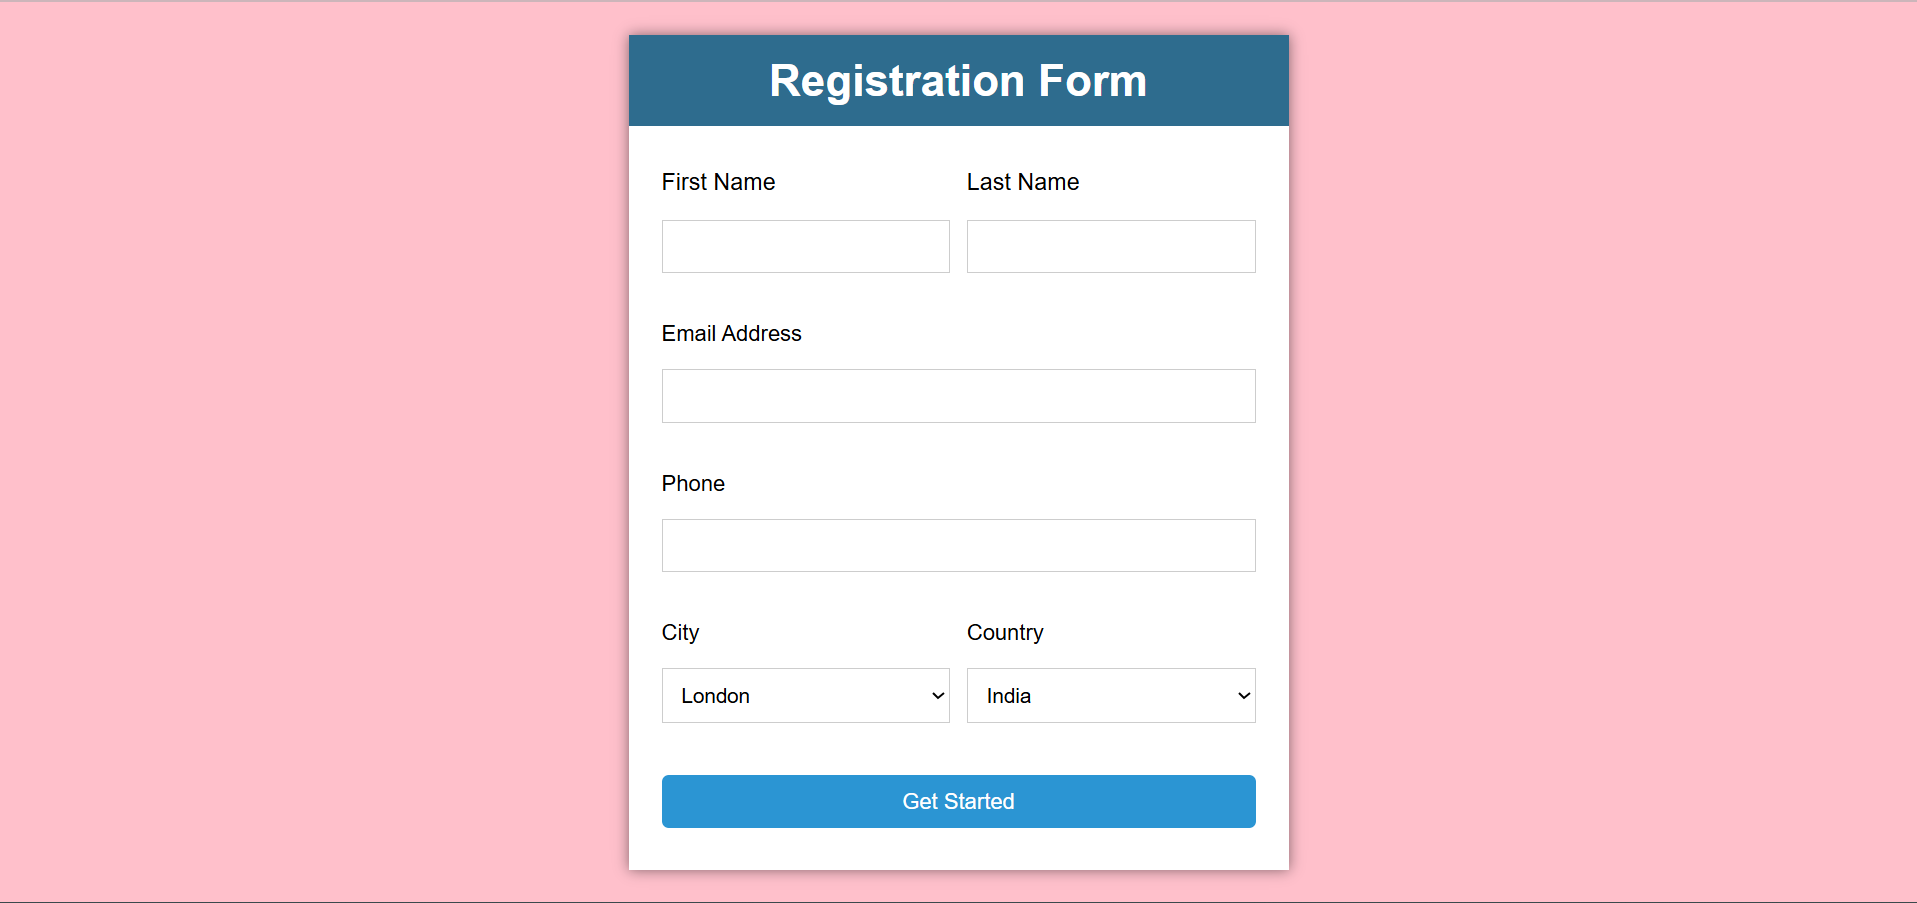 Registration Form
First Name
Last Name
Email Address
Phone
City
Country
London
India
Get Started